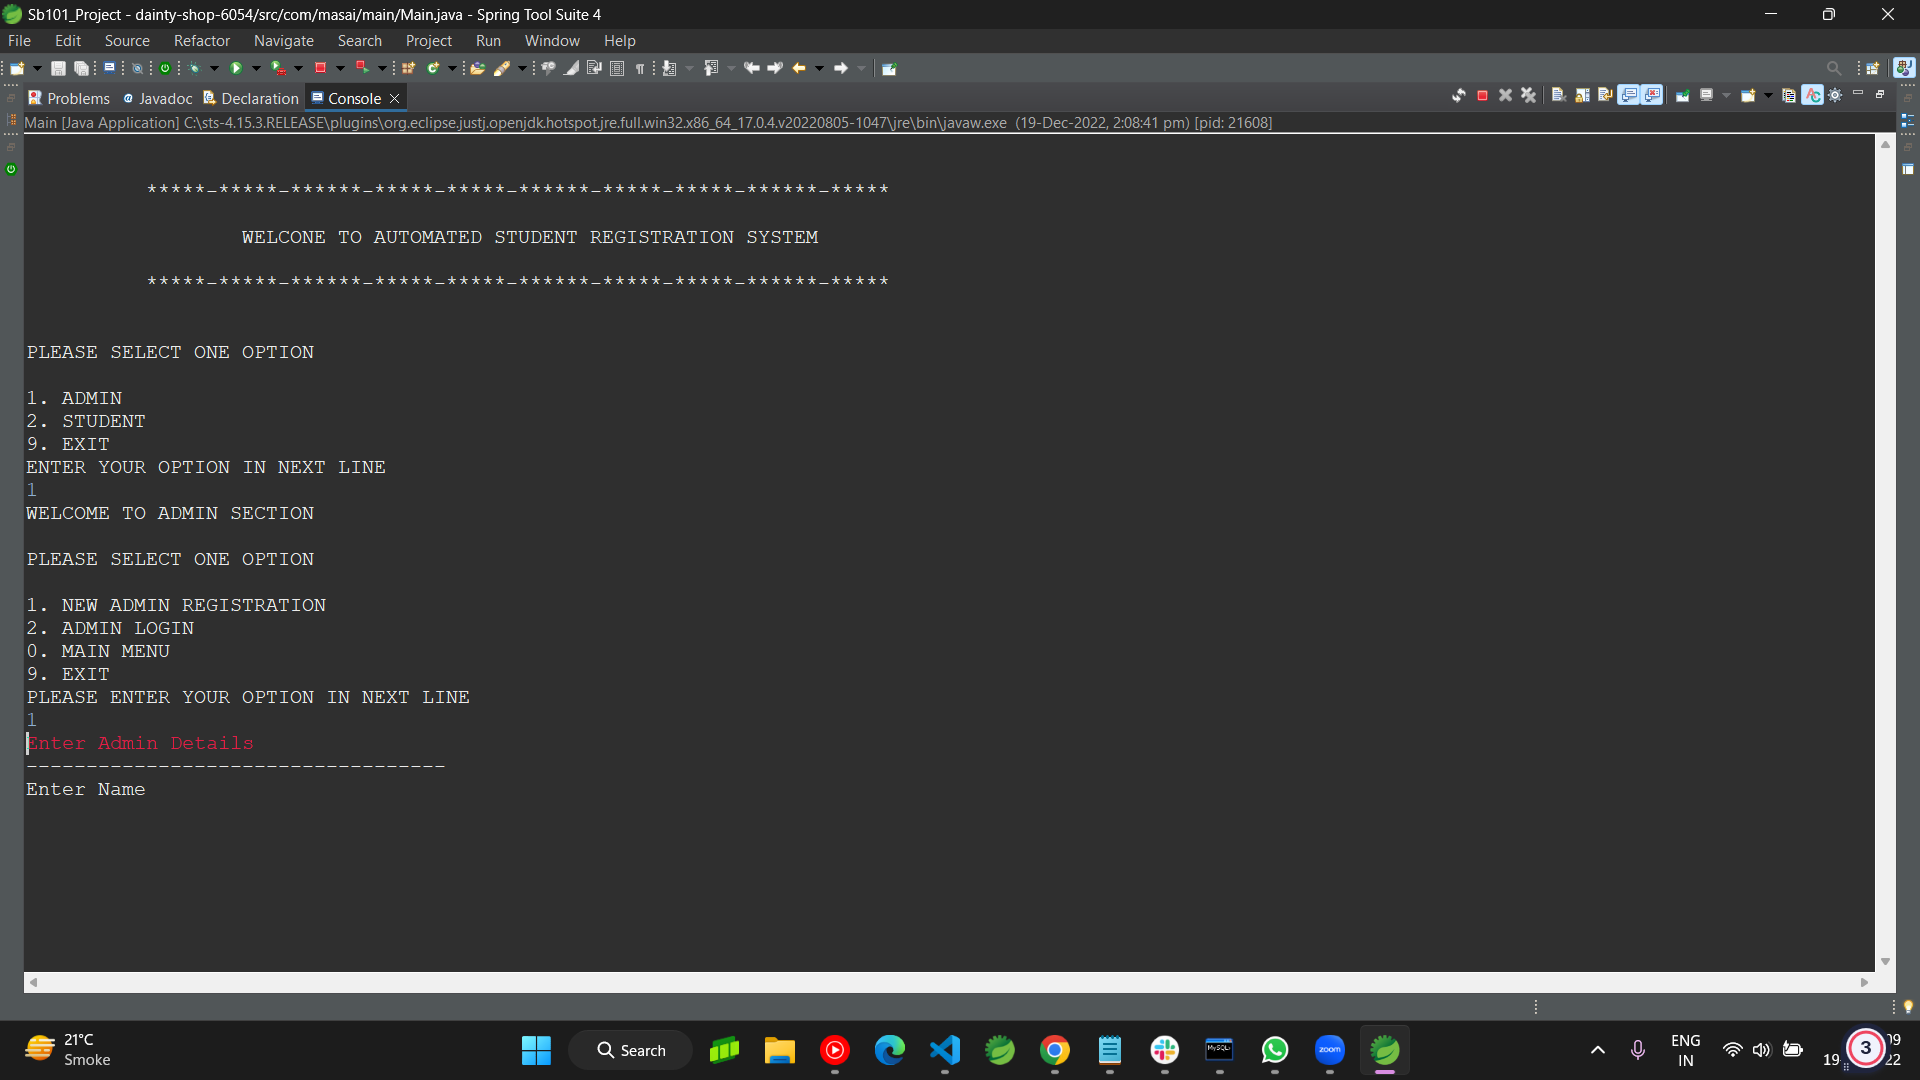 Sb101_Project - dainty-shop-6054/src/com/masai/main/Main.java - Spring Tool Suite 4
File Edit Source Refactor Navigate Search Project Run Window Help
Problems Javadoc Declaration Console
Main [Java Application] C:\sts-4.15.3.RELEASE\plugins\org.eclipse.justj.openjdk.hotspot.jre.full.win32.x86_64_17.0.4.v20220805-1047\jre\bin\javaw.exe (19-Dec-2022, 2:08:41 pm) [pid: 21608]
*****-*****-******-*****-*****-******-*****-*****-******-*****
WELCONE TO AUTOMATED STUDENT REGISTRATION SYSTEM
*****-*****-******-*****-*****-******-*****-*****-******-*****
PLEASE SELECT ONE OPTION
1. ADMIN
2. STUDENT
9. EXIT
ENTER YOUR OPTION IN NEXT LINE
1
WELCOME TO ADMIN SECTION
PLEASE SELECT ONE OPTION
1. NEW ADMIN REGISTRATION
2. ADMIN LOGIN
0. MAIN MENU
9. EXIT
PLEASE ENTER YOUR OPTION IN NEXT LINE
1
Enter Admin Details
-----------------------------------
Enter Name
21°C
Smoke
Search
MySQL
zoom
ENG
IN
3